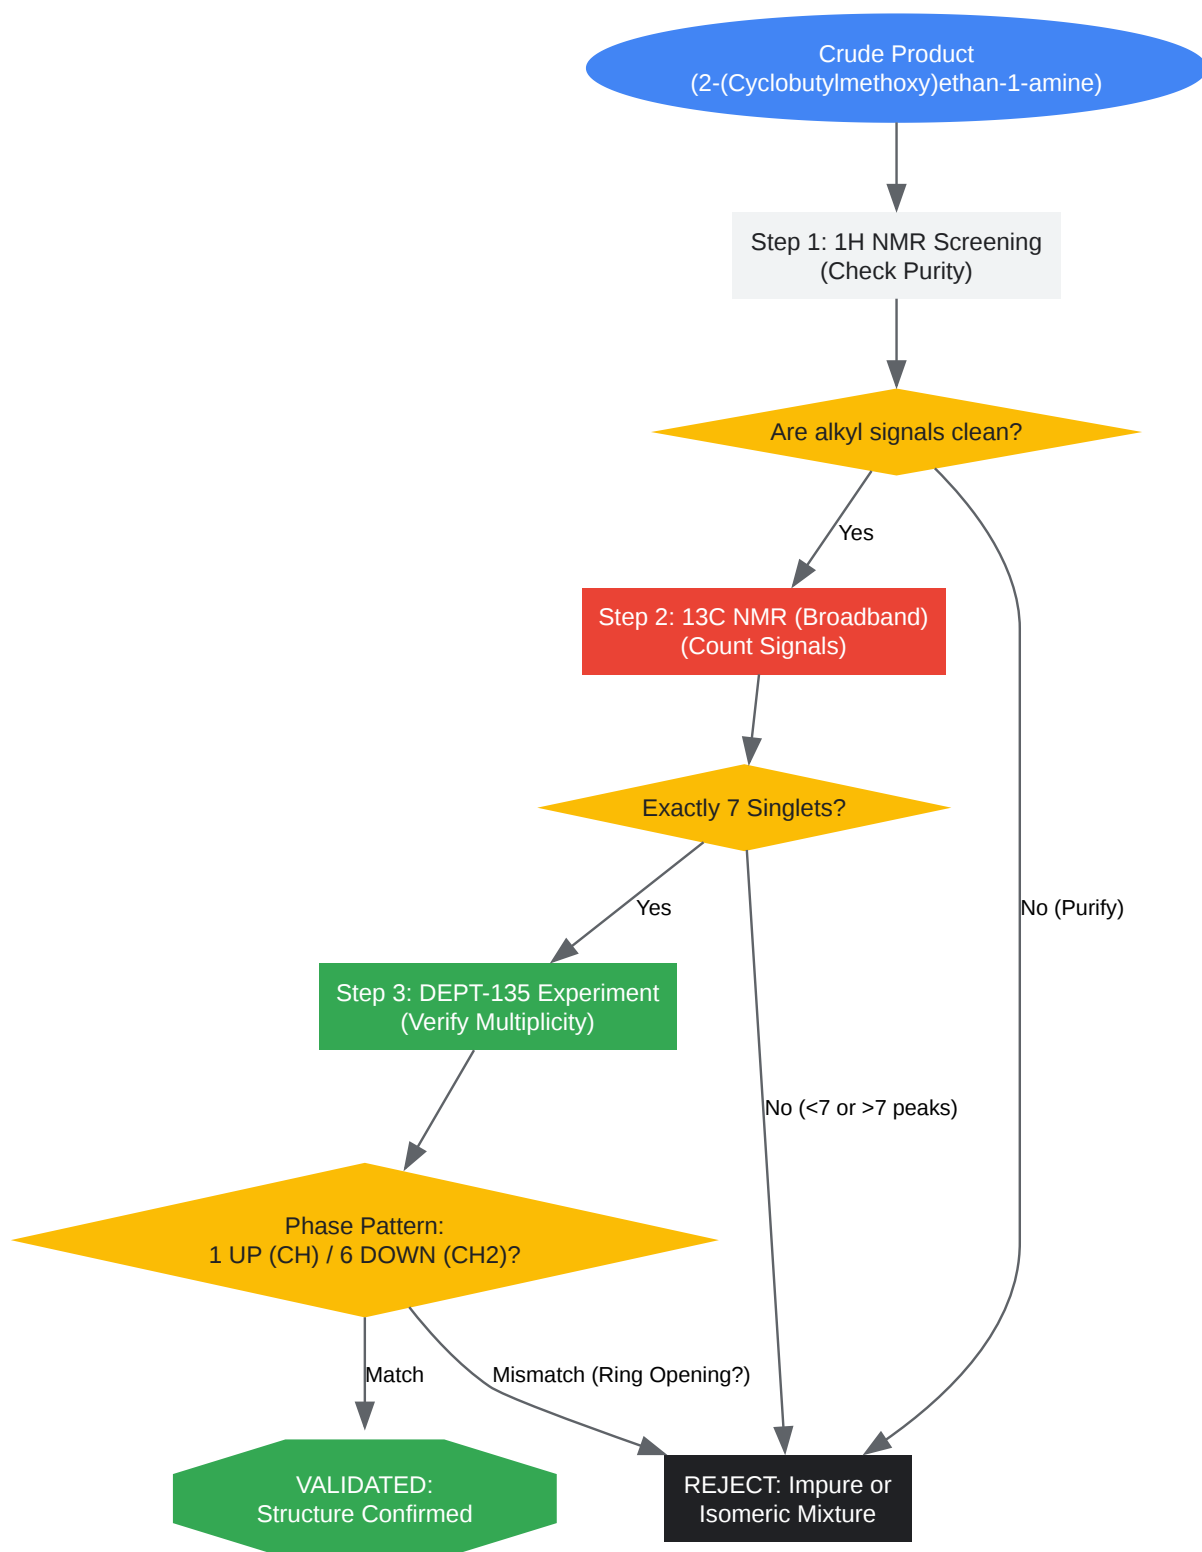 Crude Product
(2-(Cyclobutylmethoxy)ethan-1-amine)
Step 1: 1H NMR Screening
(Check Purity)
Are alkyl signals clean?
Yes
Step 2: 13C NMR (Broadband)
(Count Signals)
Exactly 7 Singlets?
Yes
No (Purify)
Step 3: DEPT-135 Experiment
(Verify Multiplicity)
No (<7 or >7 peaks)
Phase Pattern:
1 UP (CH) / 6 DOWN (CH2)?
Match
Mismatch (Ring Opening?)
VALIDATED:
Structure Confirmed
REJECT: Impure or
Isomeric Mixture